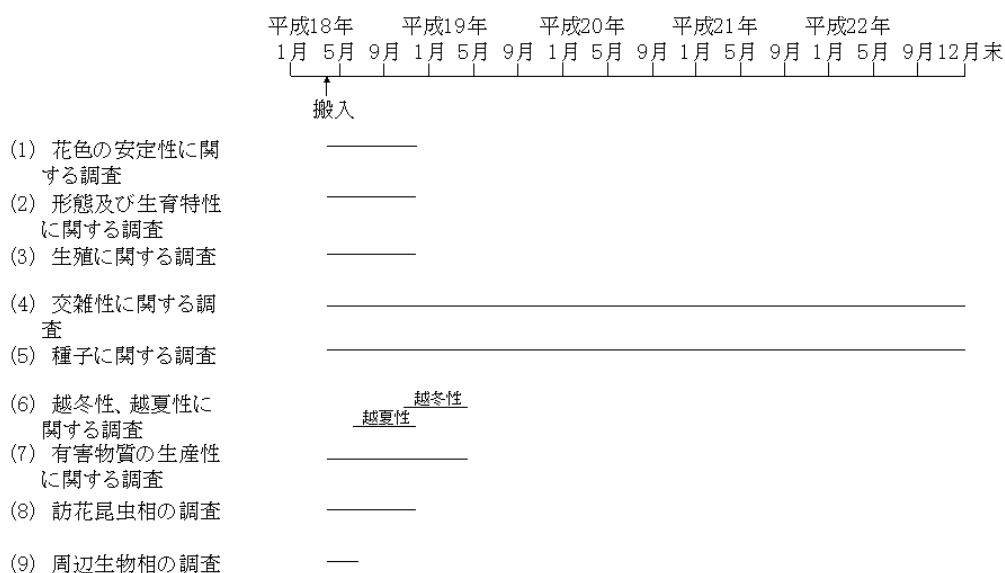 平成18年 平成19年 平成20年 平成21年 平成22年
1月 5月 9月 1月 5月 9月 1月 5月 9月 1月 5月 9月 1月 5月 9月12月末
搬入
(1) 花色の安定性に関
する調査
(2) 形態及び生育特性
に関する調査
(3) 生殖に関する調査
(4) 交雑性に関する調
査
(5) 種子に関する調査
(6) 越冬性、越夏性に
関する調査
越冬性
越夏性
(7) 有害物質の生産性
に関する調査
(8) 訪花昆虫相の調査
(9) 周辺生物相の調査